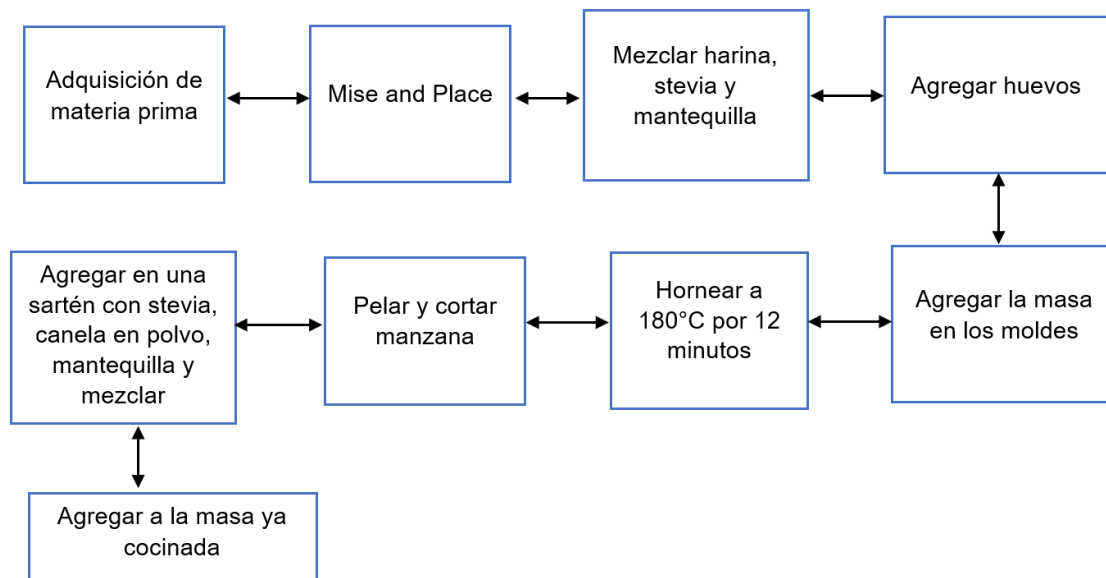 Adquisición de
materia prima
Mise and Place
Mezclar harina,
stevia y
mantequilla
Agregar huevos
Agregar la masa
en los moldes
Hornear a
180°C por 12
minutos
Pelar y cortar
manzana
Agregar en una
sartén con stevia,
canela en polvo,
mantequilla y
mezclar
Agregar a la masa ya
cocinada